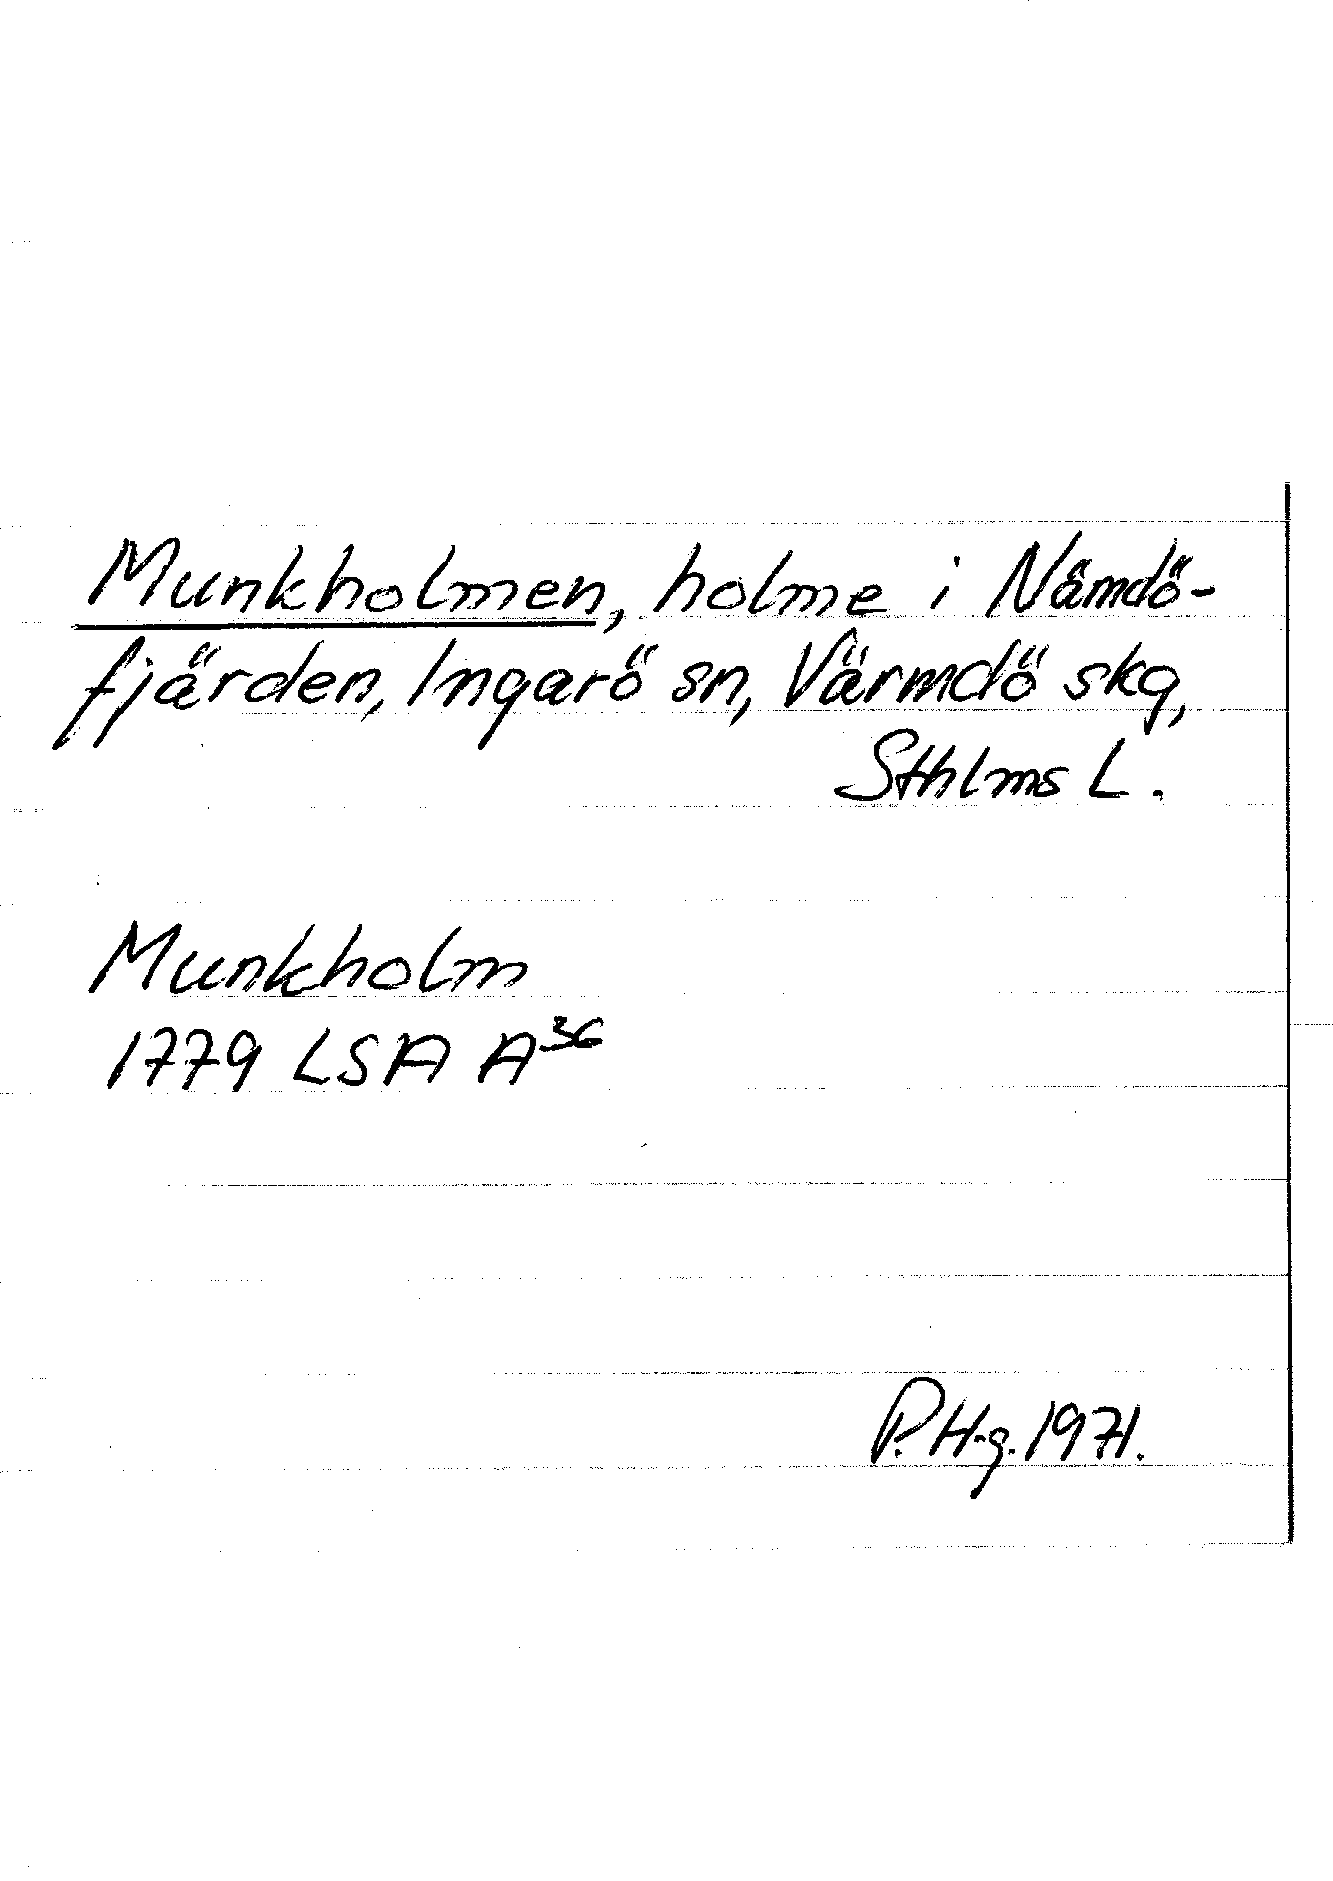 Munkholmen, holme i Nämdö-
fjärden, Ingarö sn, Värmdö skg,
Sthlms L.
Munkholm
1779 LSA A³⁶
P. H-g. 1971.